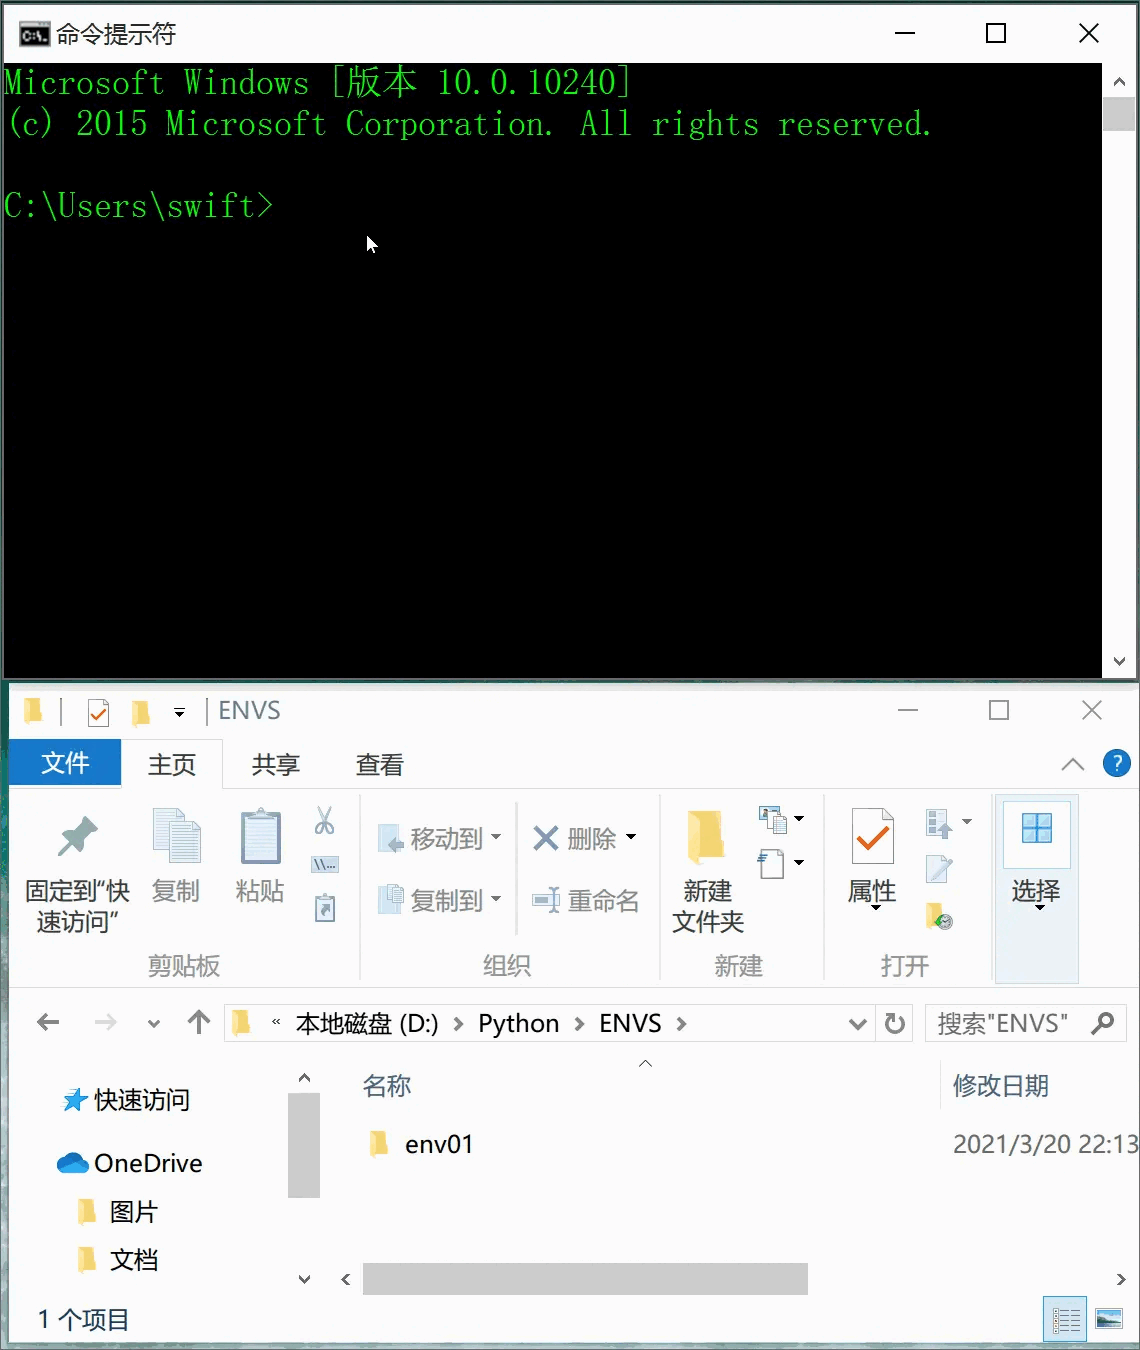 命令提示符
Microsoft Windows [版本 10.0.10240]
(c) 2015 Microsoft Corporation. All rights reserved.
C:\Users\swift>
ENVS
文件 主页 共享 查看
固定到“快速访问”
复制
粘贴
剪贴板
移动到
复制到
删除
重命名
组织
新建
文件夹
新建
属性
打开
选择
« 本地磁盘 (D:) > Python > ENVS >
搜索"ENVS"
快速访问
OneDrive
图片
文档
名称 修改日期
env01 2021/3/20 22:13
1 个项目